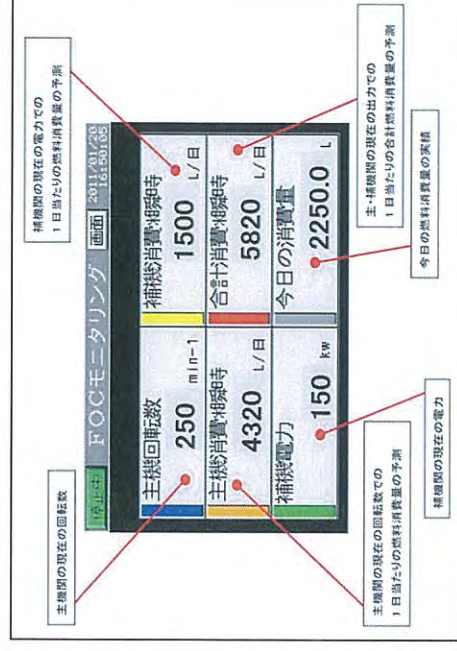 補機関の現在の電力での
1日当たりの燃料消費量の予測
主機関の現在の回転数
停止中
FOCモニタリング
画面
2011/01/20
16:50:05
主機回転数
250 min-1
補機消費:瞬時
1500 L/日
主機消費:瞬時
4320 L/日
合計消費:瞬時
5820 L/日
補機電力
150 kw
今日の消費量
2250.0 L
主機関の現在の回転数での
1日当たりの燃料消費量の予測
補機関の現在の電力
今日の燃料消費量の実績
主・補機関の現在の出力での
1日当たりの合計燃料消費量の予測